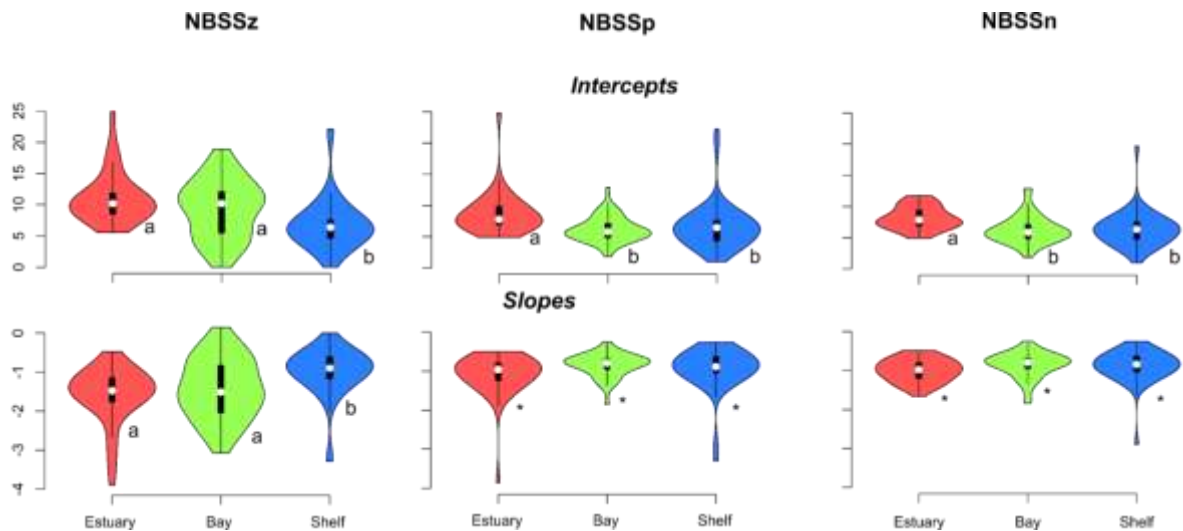 NBSSz NBSSp NBSSn
Intercepts
25
20
15
10
5
0
a a b
a b b
a b b
Slopes
0
-1
-2
-3
-4
a a b
* * *
* * *
Estuary Bay Shelf Estuary Bay Shelf Estuary Bay Shelf